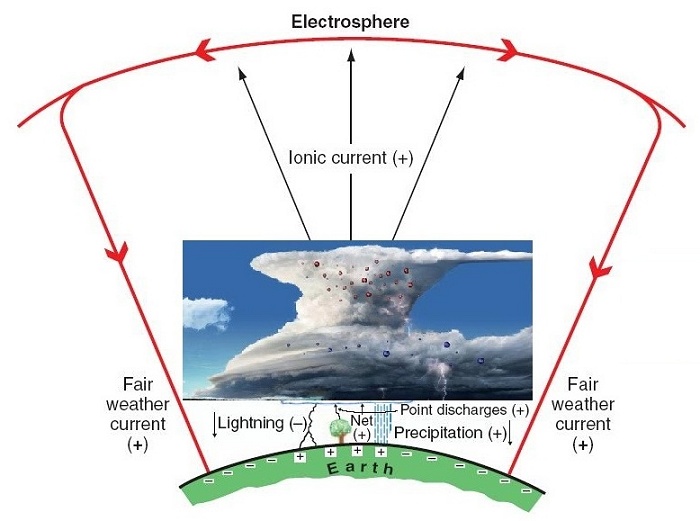 Electrosphere
Ionic current (+)
Fair
weather
current
(+)
Lightning (–)
Net
(+)
Point discharges (+)
Precipitation (+)
Fair
weather
current
(+)
– – – – + + + + – – – – – –
Earth